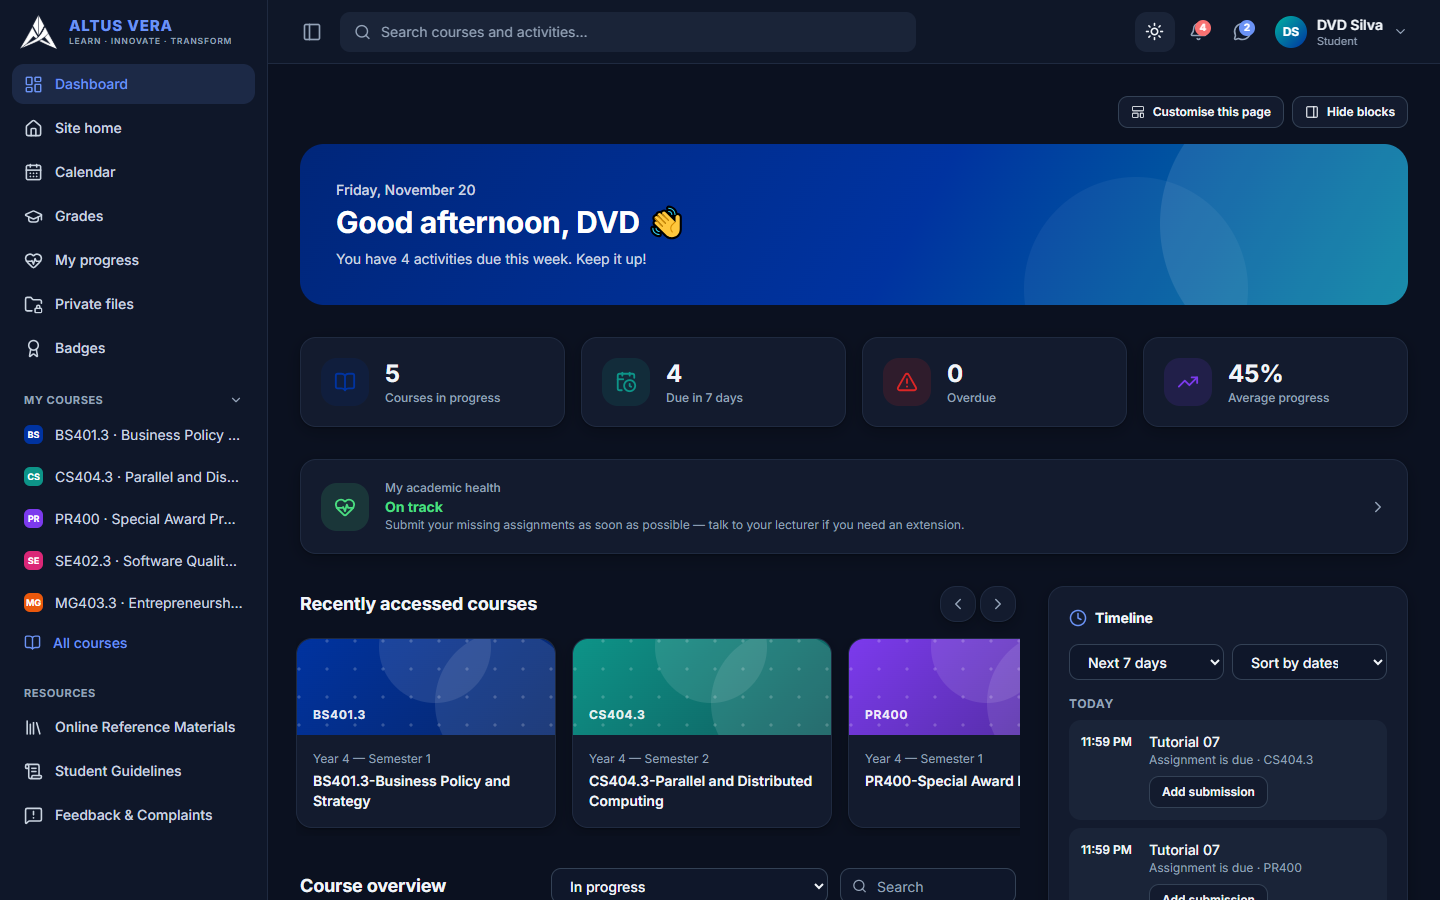 ALTUS VERA
LEARN · INNOVATE · TRANSFORM
Dashboard
Site home
Calendar
Grades
My progress
Private files
Badges
MY COURSES
BS BS401.3 · Business Policy ...
CS CS404.3 · Parallel and Dis...
PR PR400 · Special Award Pr...
SE SE402.3 · Software Qualit...
MG MG403.3 · Entrepreneursh...
All courses
RESOURCES
Online Reference Materials
Student Guidelines
Feedback & Complaints
Search courses and activities...
4
2
DS
DVD Silva
Student
Customise this page
Hide blocks
Friday, November 20
Good afternoon, DVD 👋
You have 4 activities due this week. Keep it up!
5
Courses in progress
4
Due in 7 days
0
Overdue
45%
Average progress
My academic health
On track
Submit your missing assignments as soon as possible — talk to your lecturer if you need an extension.
Recently accessed courses
BS401.3
Year 4 — Semester 1
BS401.3-Business Policy and
Strategy
CS404.3
Year 4 — Semester 2
CS404.3-Parallel and Distributed
Computing
PR400
Year 4 — Semester 1
PR400-Special Award
Course overview
In progress
Search
Timeline
Next 7 days
Sort by dates
TODAY
11:59 PM
Tutorial 07
Assignment is due · CS404.3
Add submission
11:59 PM
Tutorial 07
Assignment is due · PR400
Add submission